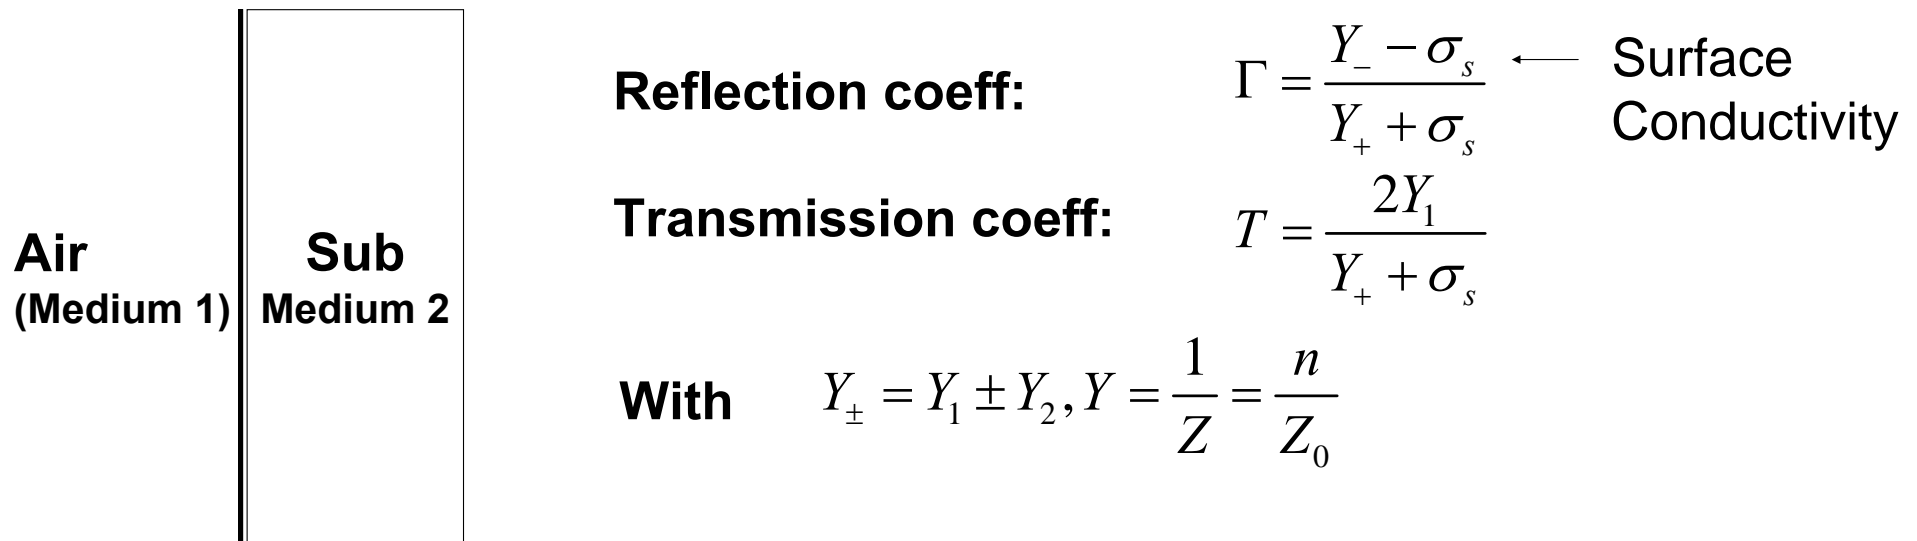 Air
(Medium 1)
Sub
Medium 2
Reflection coeff: Γ = (Y₋ − σₛ) / (Y₊ + σₛ) ← Surface Conductivity
Transmission coeff: T = 2Y₁ / (Y₊ + σₛ)
With Y± = Y₁ ± Y₂, Y = 1/Z = n/Z₀